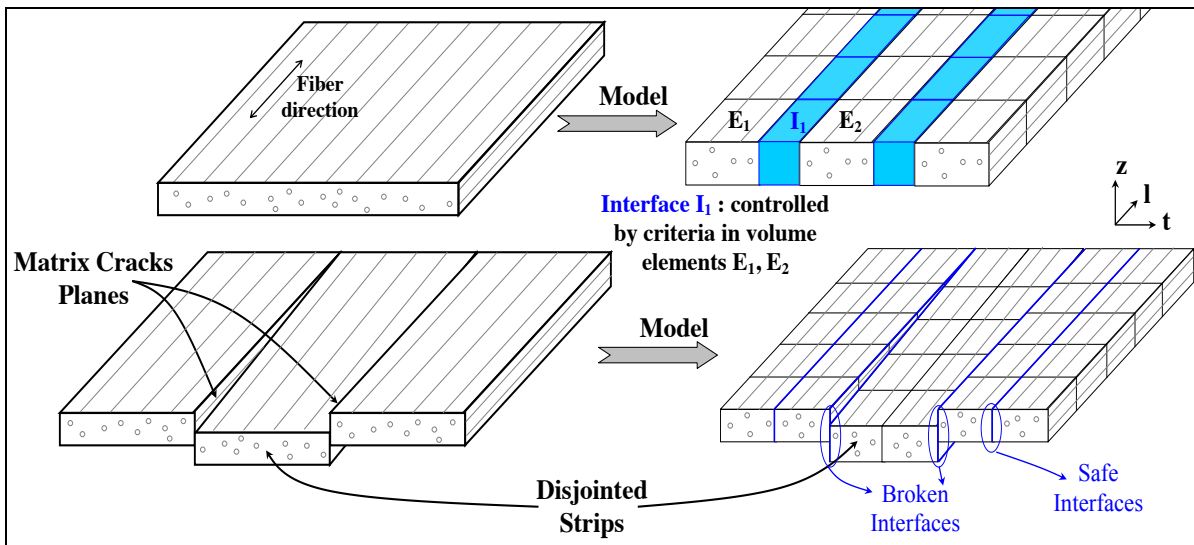 Fiber
direction
Model
E₁
I₁
E₂
Interface I₁ : controlled
by criteria in volume
elements E₁, E₂
z
l
t
Matrix Cracks
Planes
Model
Disjointed
Strips
Broken
Interfaces
Safe
Interfaces